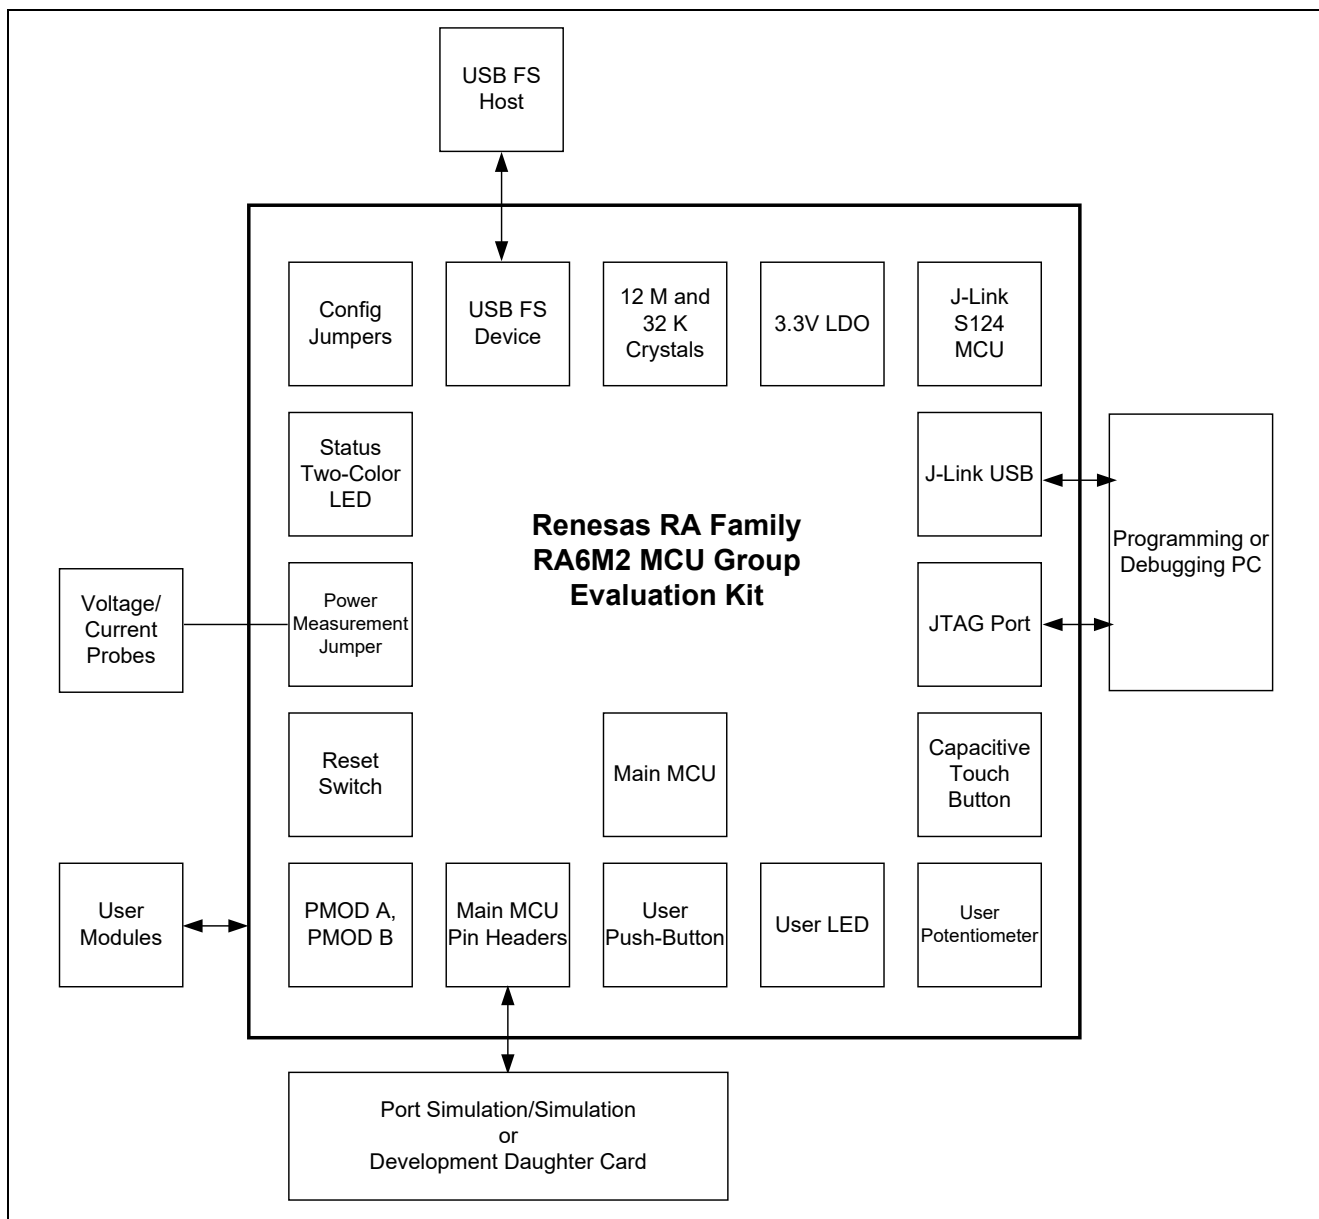 USB FS
Host
Config
Jumpers
USB FS
Device
12 M and
32 K
Crystals
3.3V LDO
J-Link
S124
MCU
Status
Two-Color
LED
J-Link USB
Renesas RA Family
RA6M2 MCU Group
Evaluation Kit
Programming or
Debugging PC
Voltage/
Current
Probes
Power
Measurement
Jumper
JTAG Port
Reset
Switch
Main MCU
Capacitive
Touch
Button
User
Modules
PMOD A,
PMOD B
Main MCU
Pin Headers
User
Push-Button
User LED
User
Potentiometer
Port Simulation/Simulation
or
Development Daughter Card